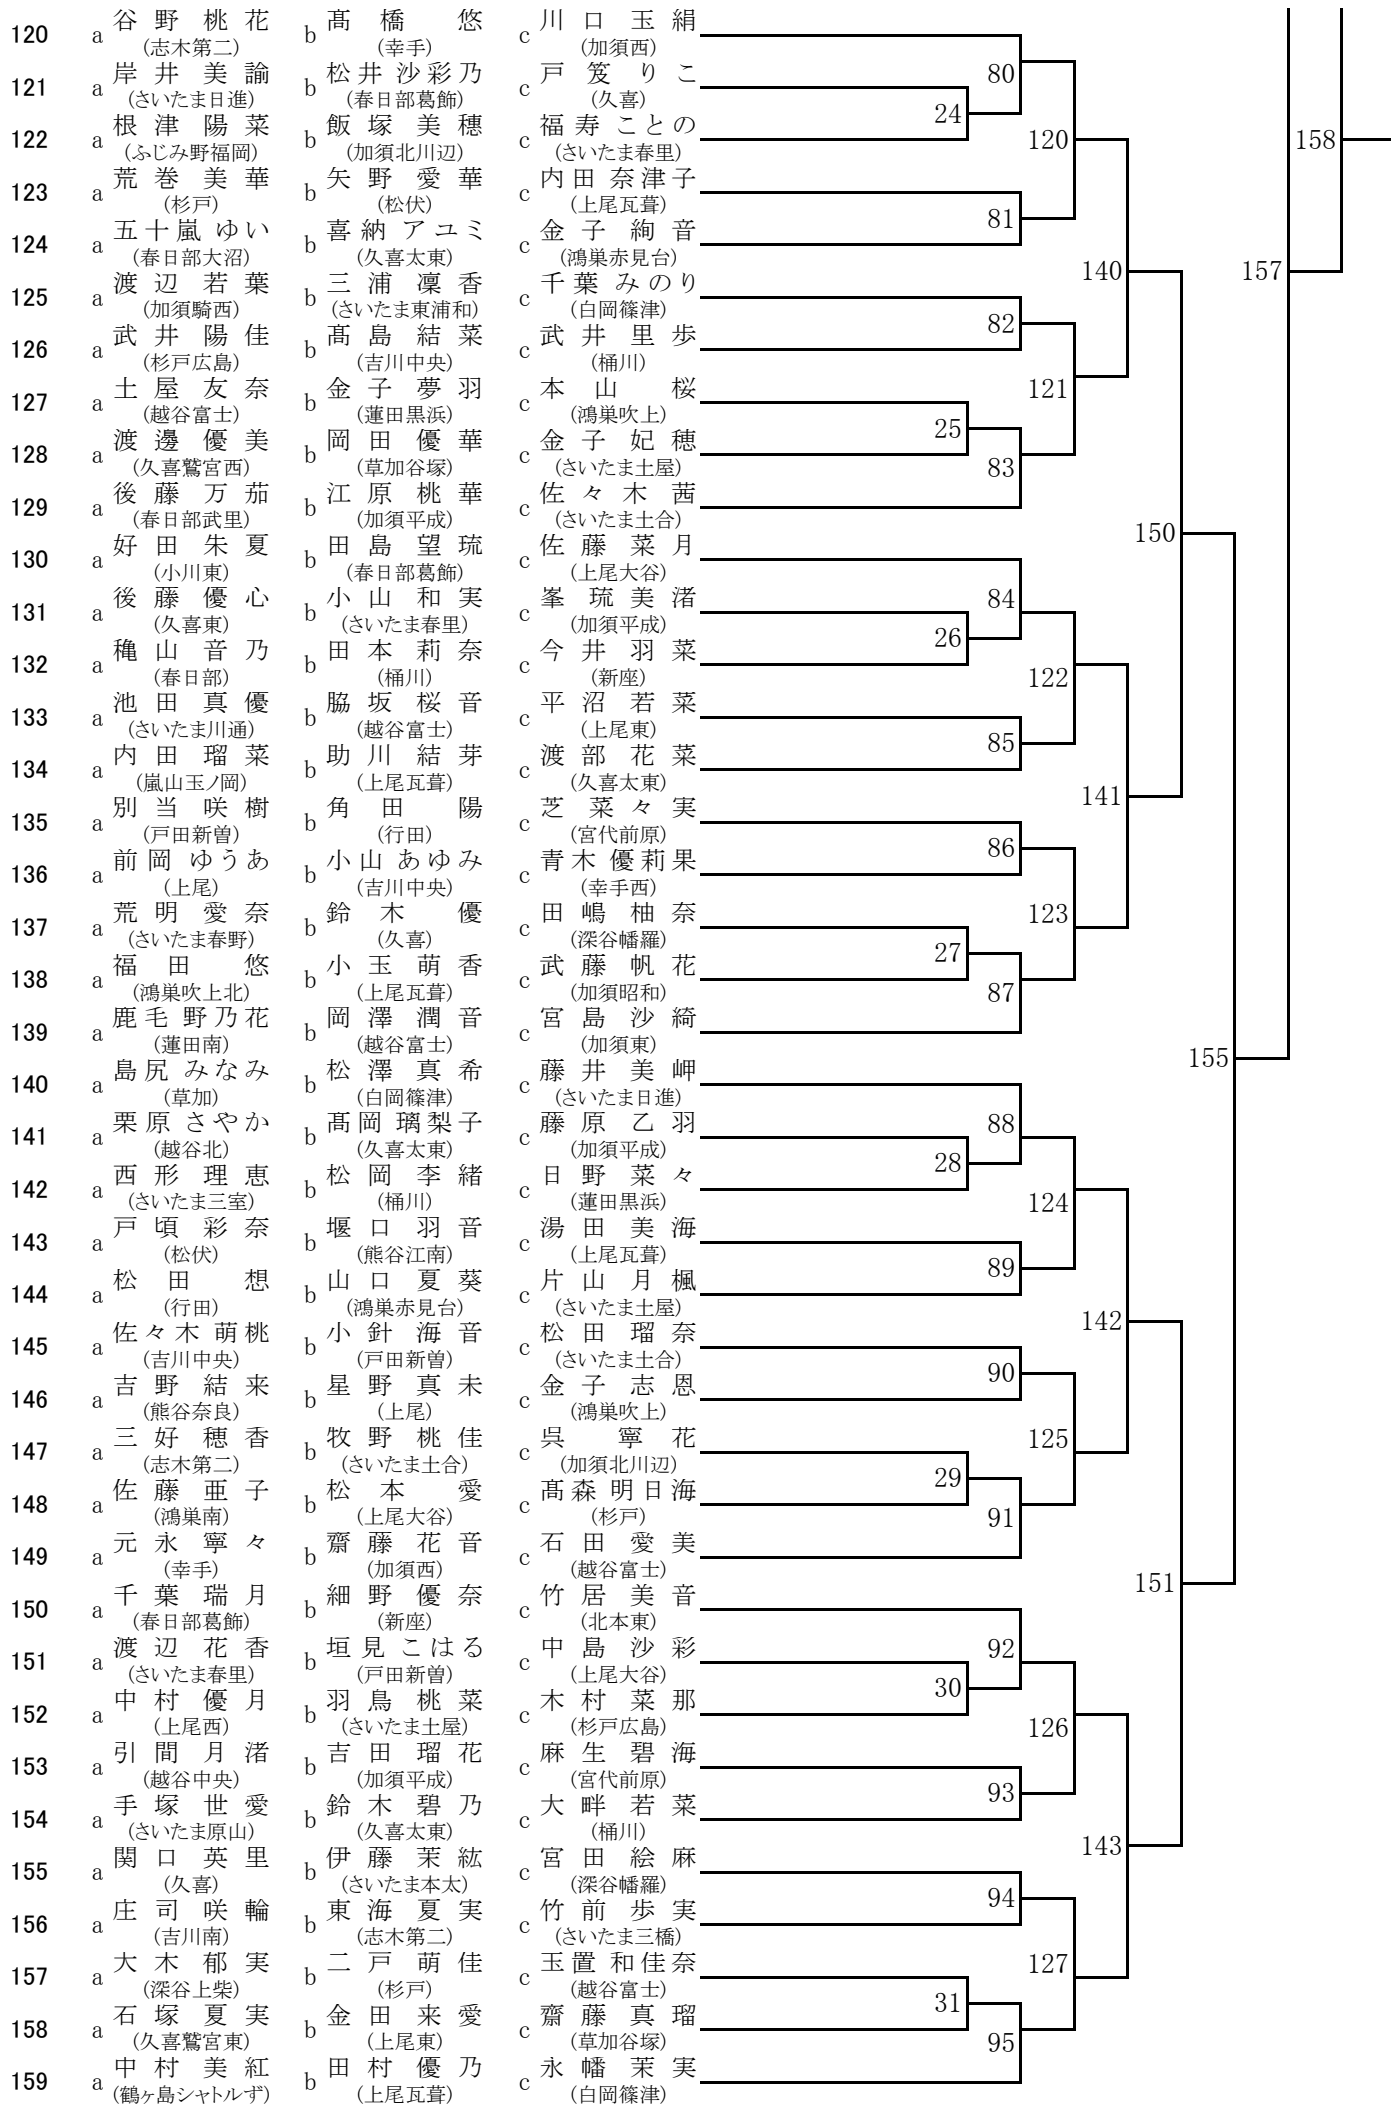 120 a 谷野桃花 b 髙橋悠 c 川口玉絹
(志木第二) (幸手) (加須西)
80
121 a 岸井美諭 b 松井沙彩乃 c 戸笈りこ
(さいたま日進) (春日部葛飾) (久喜)
24
122 a 根津陽菜 b 飯塚美穂 c 福寿ことの
(ふじみ野福岡) (加須北川辺) (さいたま春里)
120 158
123 a 荒巻美華 b 矢野愛華 c 内田奈津子
(杉戸) (松伏) (上尾瓦葺)
81
124 a 五十嵐ゆい b 喜納アユミ c 金子絢音
(春日部大沼) (久喜太東) (鴻巣赤見台)
140 157
125 a 渡辺若葉 b 三浦凜香 c 千葉みのり
(加須騎西) (さいたま東浦和) (白岡篠津)
82
126 a 武井陽佳 b 髙島結菜 c 武井里歩
(杉戸広島) (吉川中央) (桶川)
121
127 a 土屋友奈 b 金子夢羽 c 本山桜
(越谷富士) (蓮田黒浜) (鴻巣吹上)
25
128 a 渡邊優美 b 岡田優華 c 金子妃穂
(久喜鷲宮西) (草加谷塚) (さいたま土屋)
83
129 a 後藤万茄 b 江原桃華 c 佐々木茜
(春日部武里) (加須平成) (さいたま土合)
150
130 a 好田朱夏 b 田島望琉 c 佐藤菜月
(小川東) (春日部葛飾) (上尾大谷)
84
131 a 後藤優心 b 小山和実 c 峯琉美渚
(久喜東) (さいたま春里) (加須平成)
26
132 a 穐山音乃 b 田本莉奈 c 今井羽菜
(春日部) (桶川) (新座)
122
133 a 池田真優 b 脇坂桜音 c 平沼若菜
(さいたま川通) (越谷富士) (上尾東)
85
134 a 内田瑠菜 b 助川結芽 c 渡部花菜
(嵐山玉ノ岡) (上尾瓦葺) (久喜太東)
141
135 a 別当咲樹 b 角田陽 c 芝菜々実
(戸田新曽) (行田) (宮代前原)
86
136 a 前岡ゆうあ b 小山あゆみ c 青木優莉果
(上尾) (吉川中央) (幸手西)
123
137 a 荒明愛奈 b 鈴木優 c 田嶋柚奈
(さいたま春野) (久喜) (深谷幡羅)
27
138 a 福田悠 b 小玉萌香 c 武藤帆花
(鴻巣吹上北) (上尾瓦葺) (加須昭和)
87
139 a 鹿毛野乃花 b 岡澤潤音 c 宮島沙綺
(蓮田南) (越谷富士) (加須東)
155
140 a 島尻みなみ b 松澤真希 c 藤井美岬
(草加) (白岡篠津) (さいたま日進)
88
141 a 栗原さやか b 髙岡璃梨子 c 藤原乙羽
(越谷北) (久喜太東) (加須平成)
28
142 a 西形理恵 b 松岡李緒 c 日野菜々
(さいたま三室) (桶川) (蓮田黒浜)
124
143 a 戸頃彩奈 b 堰口羽音 c 湯田美海
(松伏) (熊谷江南) (上尾瓦葺)
89
144 a 松田想 b 山口夏葵 c 片山月楓
(行田) (鴻巣赤見台) (さいたま土屋)
142
145 a 佐々木萌桃 b 小針海音 c 松田瑠奈
(吉川中央) (戸田新曽) (さいたま土合)
90
146 a 吉野結来 b 星野真未 c 金子志恩
(熊谷奈良) (上尾) (鴻巣吹上)
125
147 a 三好穂香 b 牧野桃佳 c 呉寧花
(志木第二) (さいたま土合) (加須北川辺)
29
148 a 佐藤亜子 b 松本愛 c 髙森明日海
(鴻巣南) (上尾大谷) (杉戸)
91
149 a 元永寧々 b 齋藤花音 c 石田愛美
(幸手) (加須西) (越谷富士)
151
150 a 千葉瑞月 b 細野優奈 c 竹居美音
(春日部葛飾) (新座) (北本東)
92
151 a 渡辺花香 b 垣見こはる c 中島沙彩
(さいたま春里) (戸田新曽) (上尾大谷)
30
152 a 中村優月 b 羽鳥桃菜 c 木村菜那
(上尾西) (さいたま土屋) (杉戸広島)
126
153 a 引間月渚 b 吉田瑠花 c 麻生碧海
(越谷中央) (加須平成) (宮代前原)
93
154 a 手塚世愛 b 鈴木碧乃 c 大畔若菜
(さいたま原山) (久喜太東) (桶川)
143
155 a 関口英里 b 伊藤茉紘 c 宮田絵麻
(久喜) (さいたま本太) (深谷幡羅)
94
156 a 庄司咲輪 b 東海夏実 c 竹前歩実
(吉川南) (志木第二) (さいたま三橋)
127
157 a 大木郁実 b 二戸萌佳 c 玉置和佳奈
(深谷上柴) (杉戸) (越谷富士)
31
158 a 石塚夏実 b 金田来愛 c 齋藤真瑠
(久喜鷲宮東) (上尾東) (草加谷塚)
95
159 a 中村美紅 b 田村優乃 c 永幡茉実
(鶴ヶ島シャトルず) (上尾瓦葺) (白岡篠津)